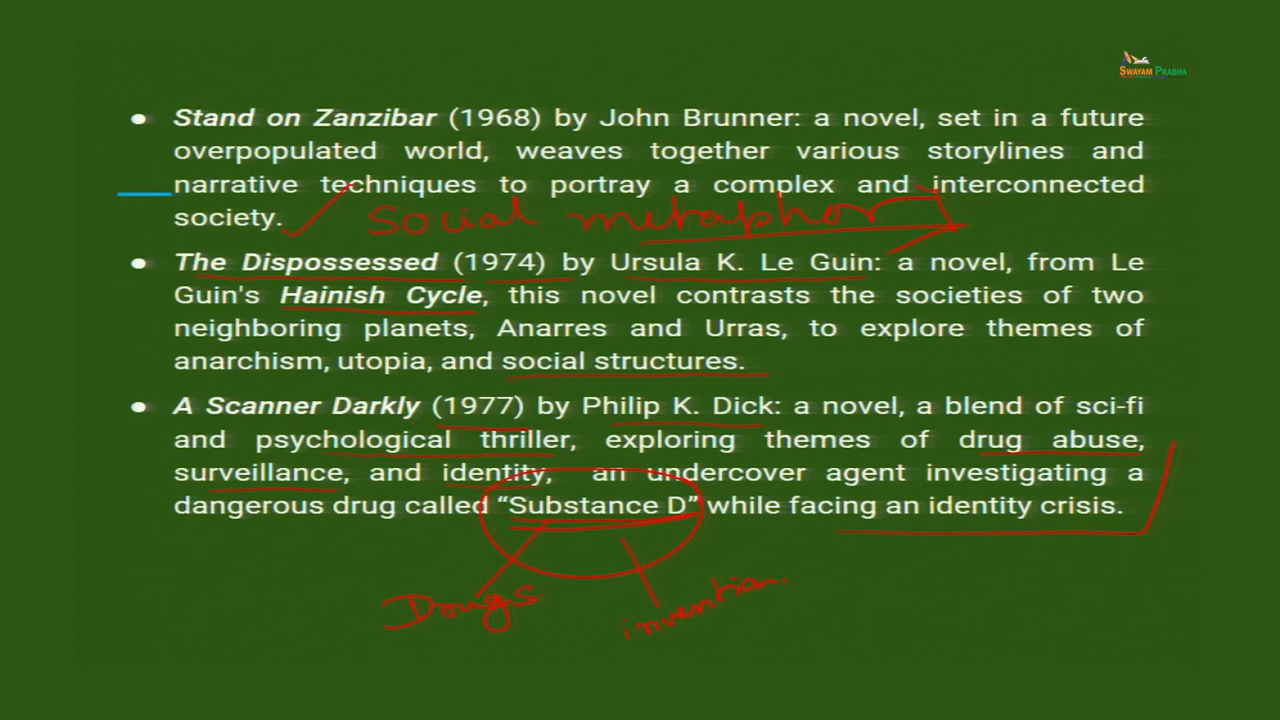 SWAYAM PRABHA
● Stand on Zanzibar (1968) by John Brunner: a novel, set in a future
overpopulated world, weaves together various storylines and
narrative techniques to portray a complex and interconnected
society.
Social metaphor
● The Dispossessed (1974) by Ursula K. Le Guin: a novel, from Le
Guin's Hainish Cycle, this novel contrasts the societies of two
neighboring planets, Anarres and Urras, to explore themes of
anarchism, utopia, and social structures.
● A Scanner Darkly (1977) by Philip K. Dick: a novel, a blend of sci-fi
and psychological thriller, exploring themes of drug abuse,
surveillance, and identity, an undercover agent investigating a
dangerous drug called “Substance D” while facing an identity crisis.
Drugs invention